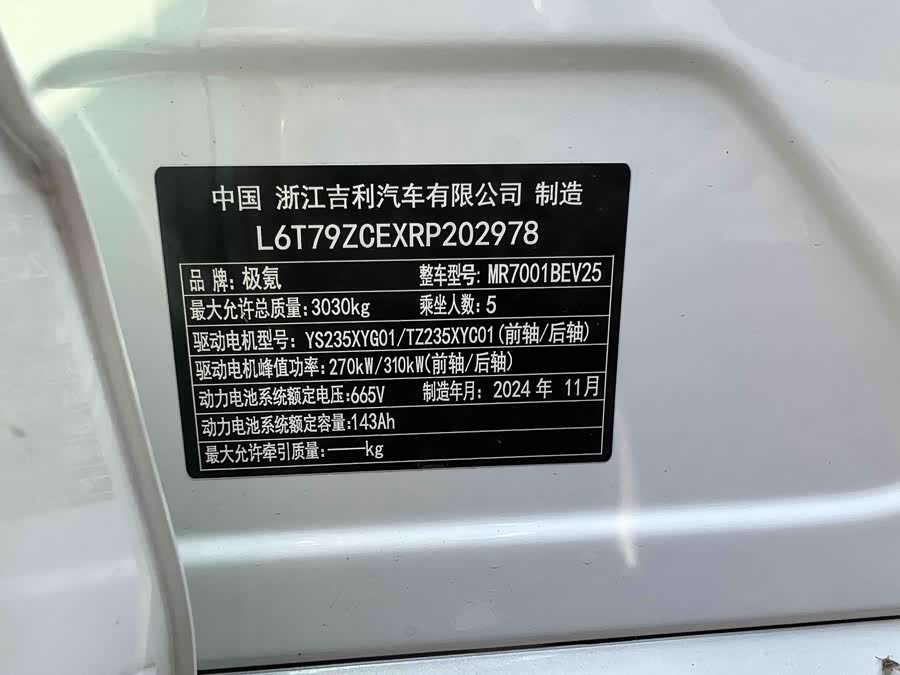 中国 浙江吉利汽车有限公司 制造
L6T79ZCEXRP202978
品 牌: 极氪 整车型号: MR7001BEV25
最大允许总质量: 3030kg 乘坐人数: 5
驱动电机型号: YS235XYG01/TZ235XYC01(前轴/后轴)
驱动电机峰值功率: 270kW/310kW(前轴/后轴)
动力电池系统额定电压: 665V 制造年月: 2024 年 11月
动力电池系统额定容量: 143Ah
最大允许牵引质量: ——kg